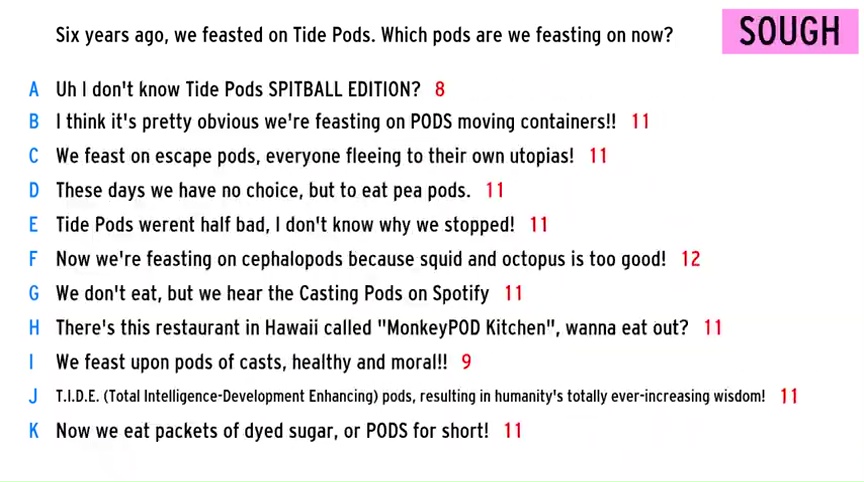 Six years ago, we feasted on Tide Pods. Which pods are we feasting on now?
SOUGH
A Uh I don't know Tide Pods SPITBALL EDITION? 8
B I think it's pretty obvious we're feasting on PODS moving containers!! 11
C We feast on escape pods, everyone fleeing to their own utopias! 11
D These days we have no choice, but to eat pea pods. 11
E Tide Pods werent half bad, I don't know why we stopped! 11
F Now we're feasting on cephalopods because squid and octopus is too good! 12
G We don't eat, but we hear the Casting Pods on Spotify 11
H There's this restaurant in Hawaii called "MonkeyPOD Kitchen", wanna eat out? 11
I We feast upon pods of casts, healthy and moral!! 9
J T.I.D.E. (Total Intelligence-Development Enhancing) pods, resulting in humanity's totally ever-increasing wisdom! 11
K Now we eat packets of dyed sugar, or PODS for short! 11